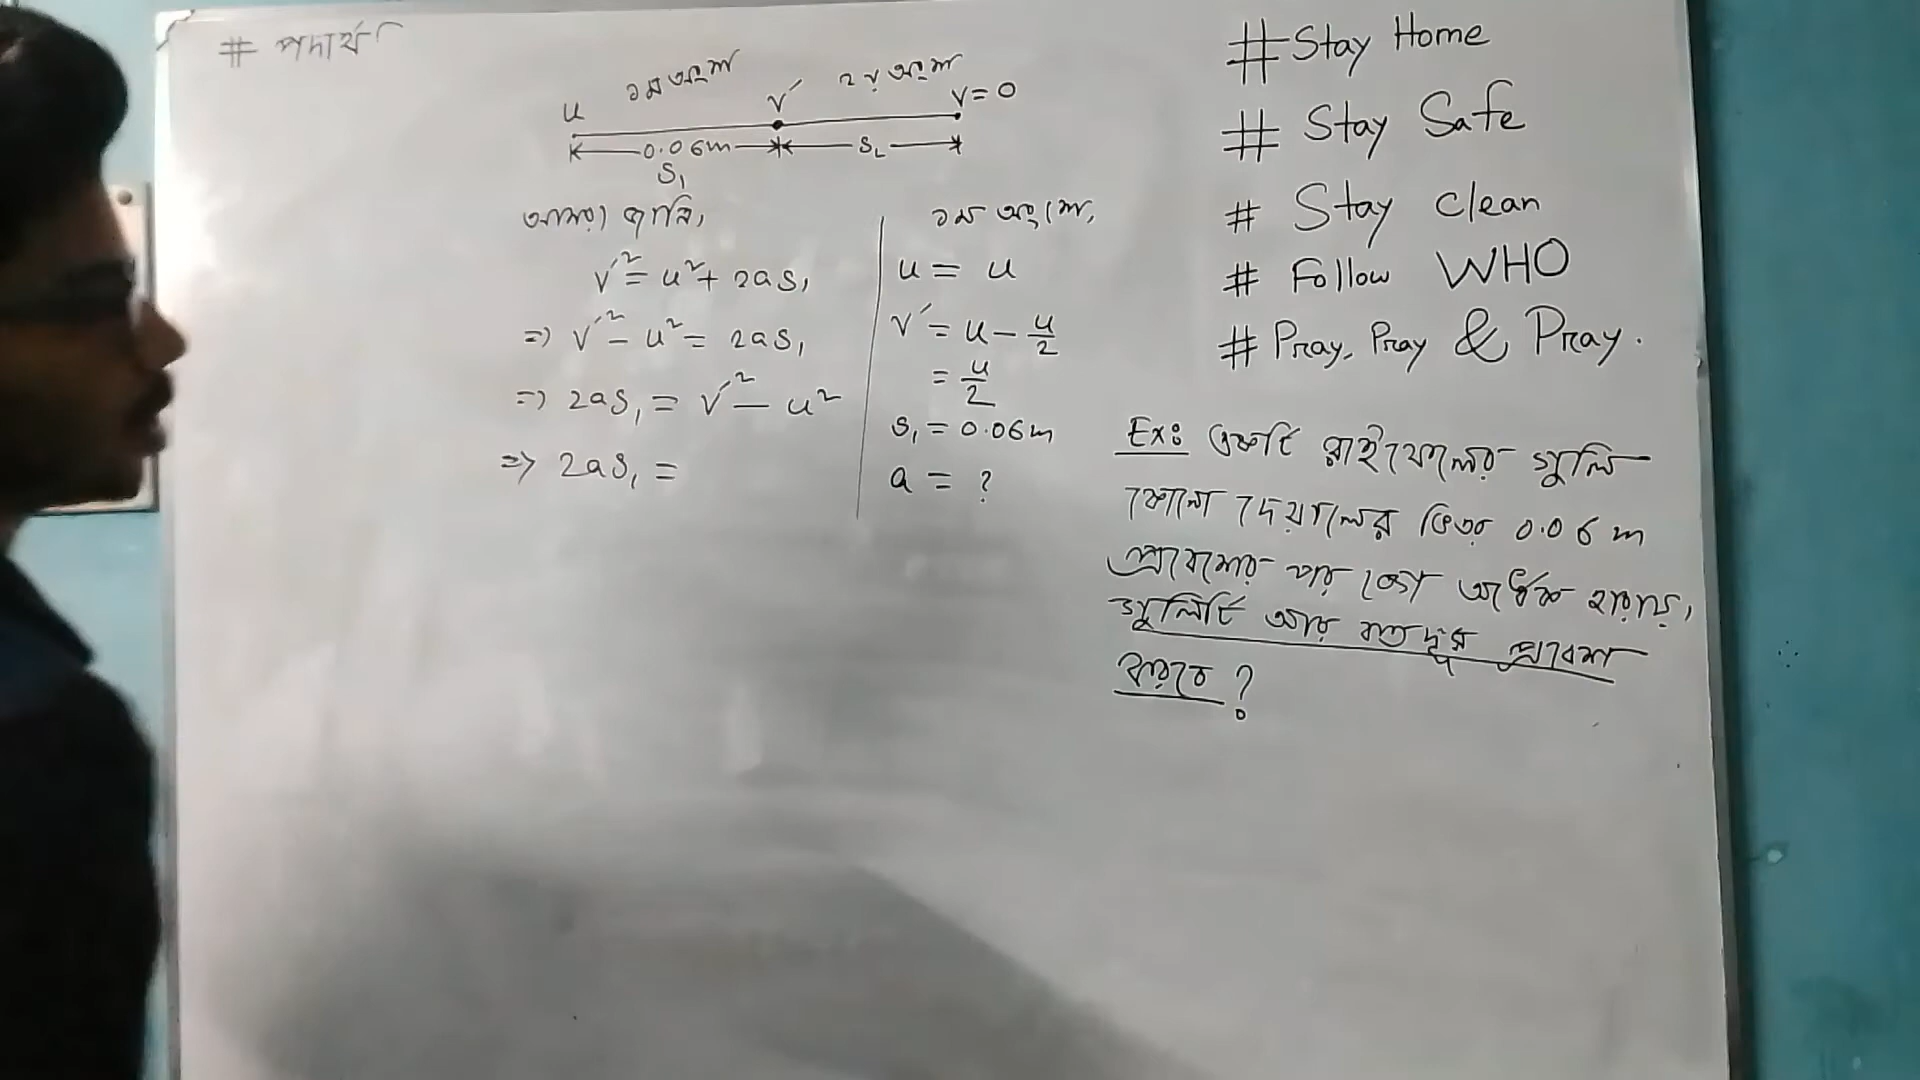 # পদার্থ
১ম অংশ ২য় অংশ
u v′ v=0
0.06m S₂
S₁
আমরা জানি,
v′² = u² + 2as₁
=> v′² - u² = 2as₁
=> 2as₁ = v′² - u²
=> 2as₁ =
১ম অংশে,
u = u
v′ = u - u/2
= u/2
s₁ = 0.06m
a = ?
#Stay Home
# Stay Safe
# Stay clean
# Follow WHO
# Pray, Pray & Pray.
Ex: একটি রাইফেলের গুলি
কোনো দেয়ালের ভিতর 0.06 m
প্রবেশের পর বেগ অর্ধেক হারায়,
গুলিটি আর কতদূর প্রবেশ
করবে ?